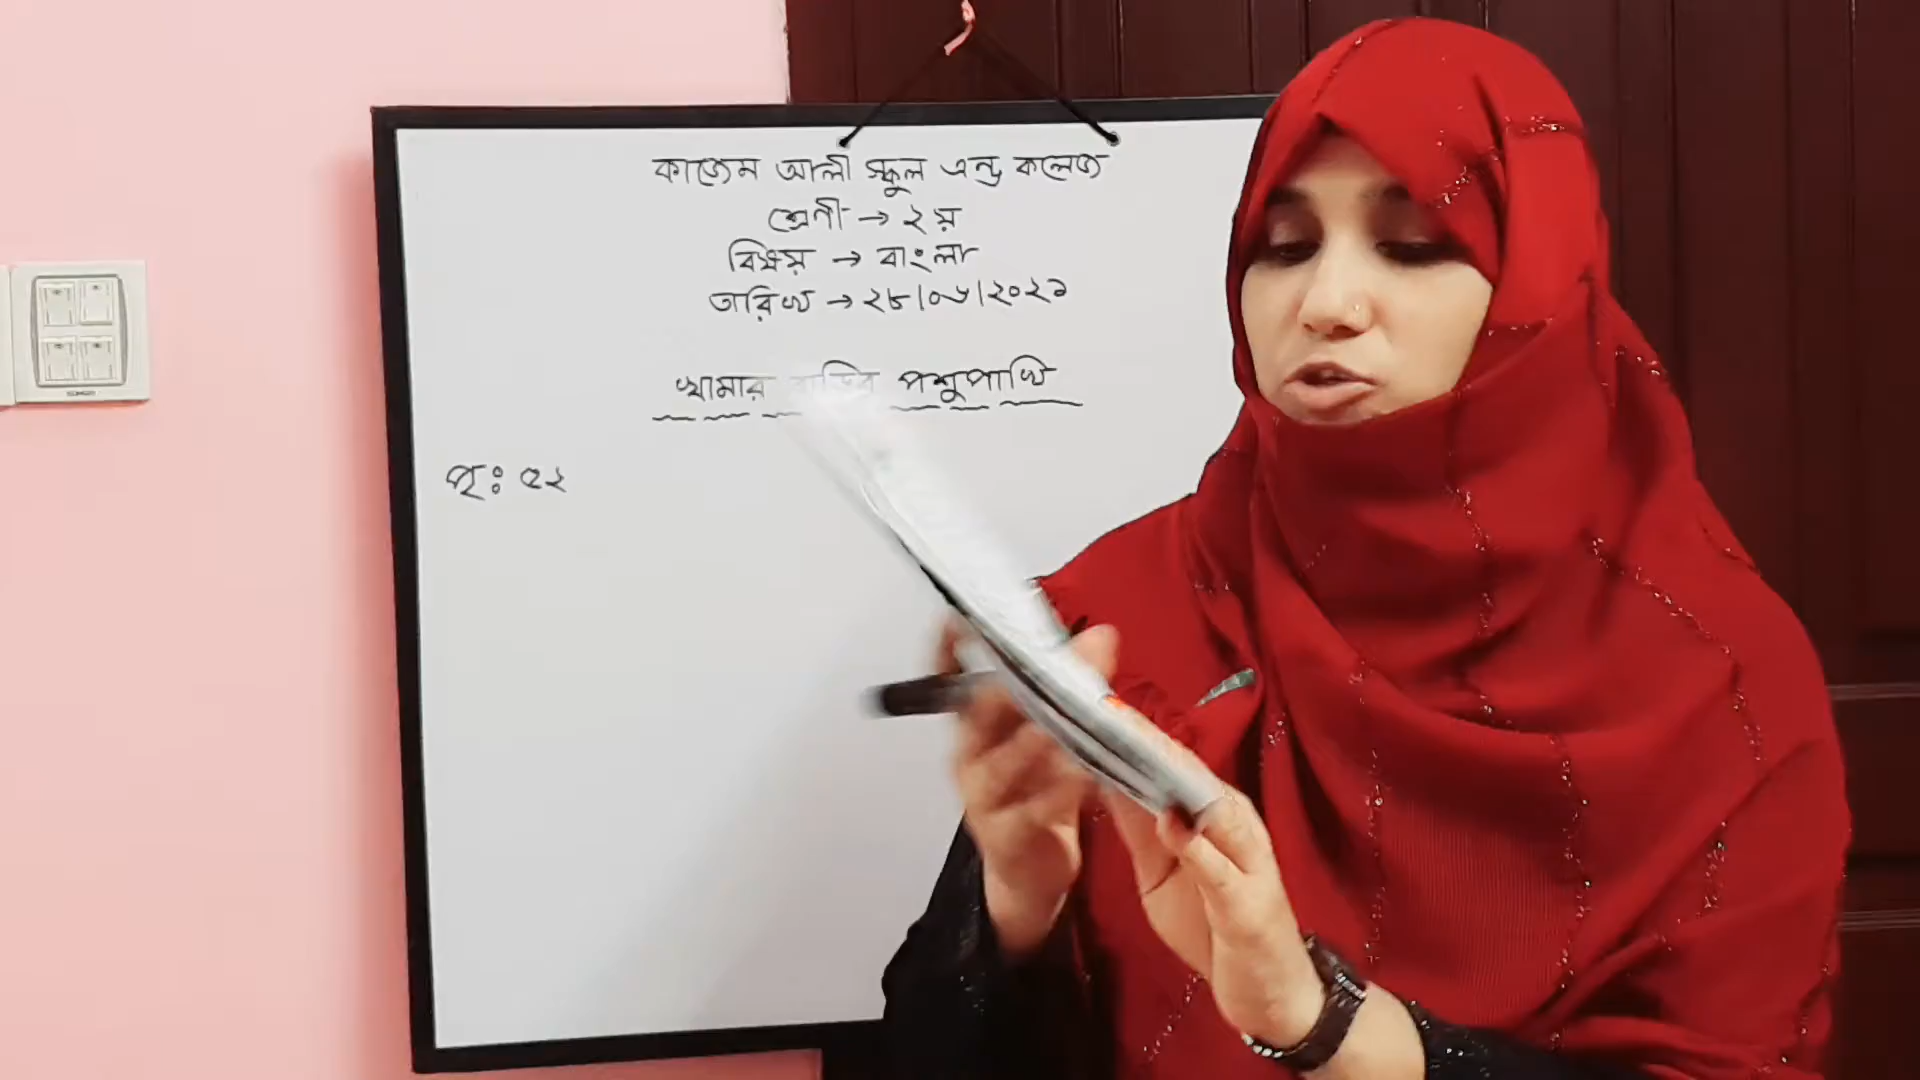 কাজেম আলী স্কুল এন্ড কলেজ
শ্রেণী → ২য়
বিষয় → বাংলা
তারিখ → ২৮/০৬/২০২১
খামার বাড়ির পশুপাখি
পৃঃ ৫২